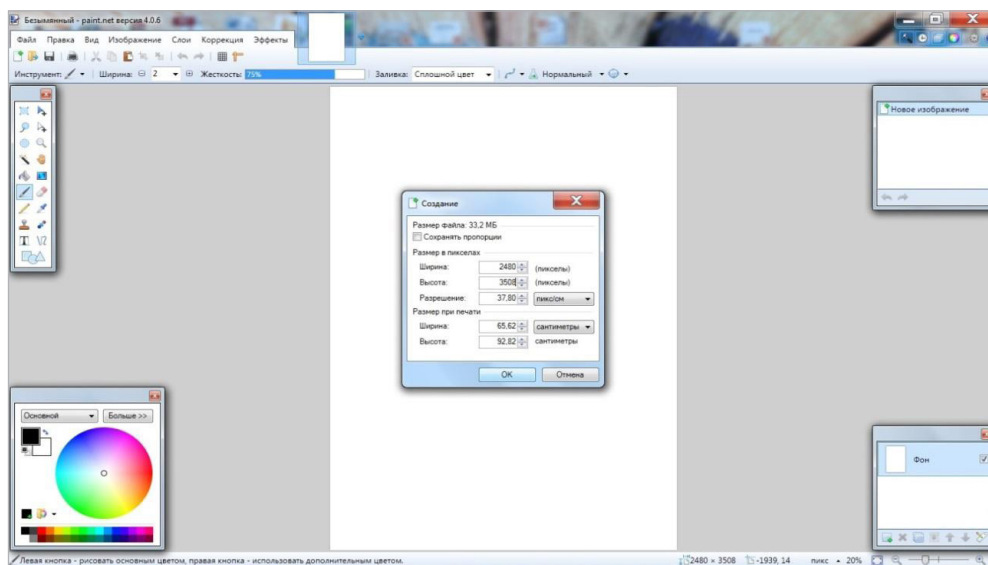 Безымянный - paint.net версия 4.0.6
Файл Правка Вид Изображение Слои Коррекция Эффекты
Инструмент: Ширина: 2 Жесткость: 75% Заливка: Сплошной цвет Нормальный
Новое изображение
Создание
Размер файла: 33,2 МБ
Сохранять пропорции
Размер в пикселах
Ширина: 2480 (пикселы)
Высота: 3508 (пикселы)
Разрешение: 37,80 пикс/см
Размер при печати
Ширина: 65,62 сантиметры
Высота: 92,82 сантиметры
OK Отмена
Основной Больше >>
Фон
Левая кнопка - рисовать основным цветом, правая кнопка - использовать дополнительным цветом. 2480 × 3508 -1939, 14 пикс 20%